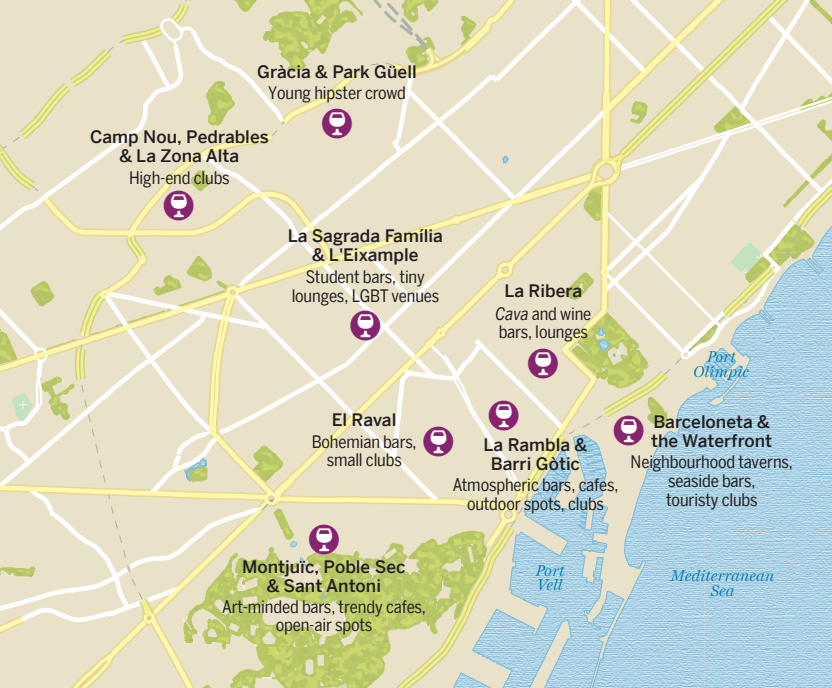 Gràcia & Park Güell
Young hipster crowd
Camp Nou, Pedrables
& La Zona Alta
High-end clubs
La Sagrada Família
& L'Eixample
Student bars, tiny
lounges, LGBT venues
La Ribera
Cava and wine
bars, lounges
Port
Olímpic
El Raval
Bohemian bars,
small clubs
La Rambla &
Barri Gòtic
Atmospheric bars, cafes,
outdoor spots, clubs
Barceloneta &
the Waterfront
Neighbourhood taverns,
seaside bars,
touristy clubs
Montjuïc, Poble Sec
& Sant Antoni
Art-minded bars, trendy cafes,
open-air spots
Port
Vell
Mediterranean
Sea